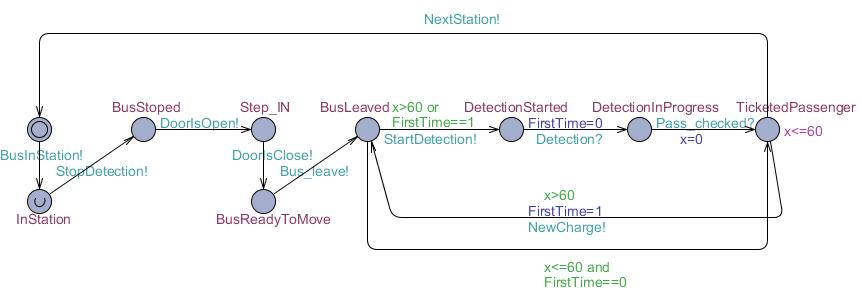 NextStation!
BusStoped
Step_IN
BusLeaved
x>60 or
FirstTime==1
DetectionStarted
DetectionInProgress
TicketedPassenger
DoorIsOpen!
StartDetection!
FirstTime=0
Detection?
Pass_checked?
x=0
x<=60
BusInStation!
StopDetection!
DoorIsClose!
Bus_leave!
InStation
BusReadyToMove
x>60
FirstTime=1
NewCharge!
x<=60 and
FirstTime==0